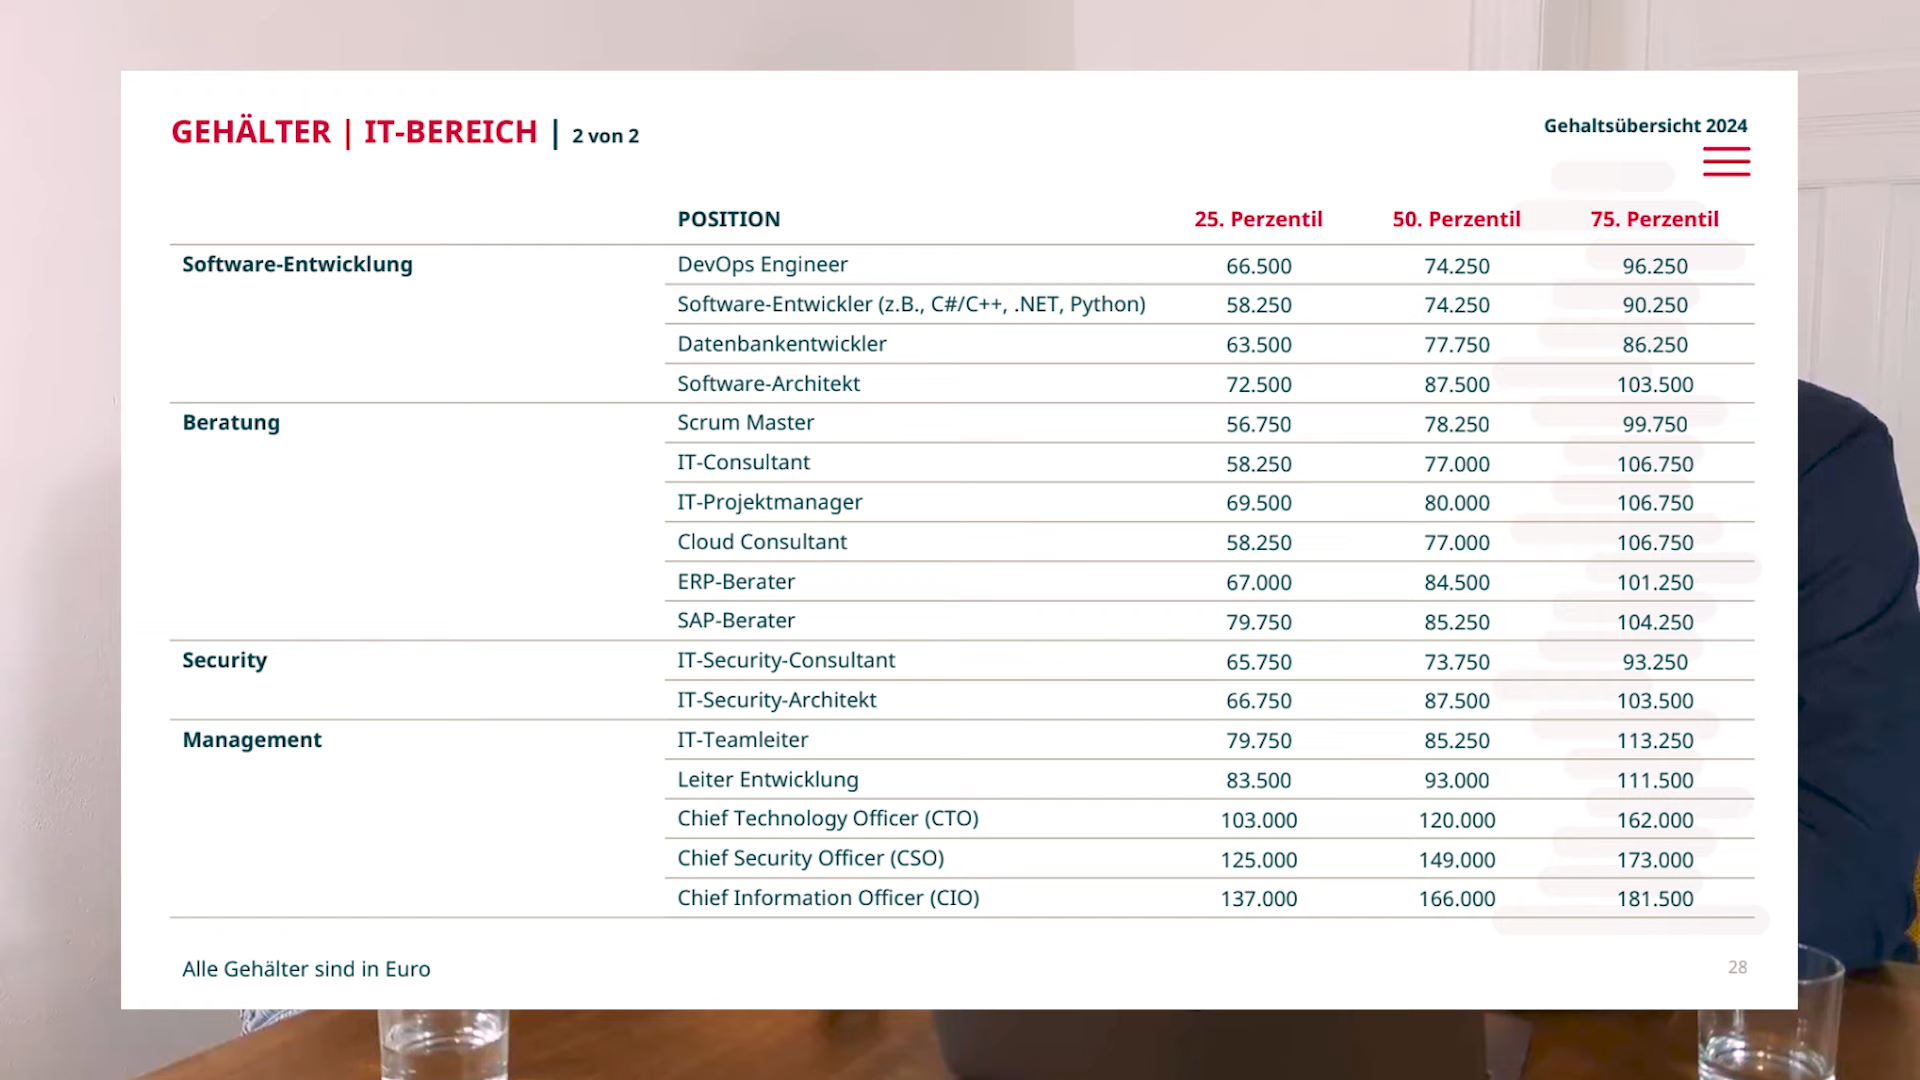 GEHÄLTER | IT-BEREICH | 2 von 2
Gehaltsübersicht 2024
POSITION 25. Perzentil 50. Perzentil 75. Perzentil
Software-Entwicklung DevOps Engineer 66.500 74.250 96.250
Software-Entwickler (z.B., C#/C++, .NET, Python) 58.250 74.250 90.250
Datenbankentwickler 63.500 77.750 86.250
Software-Architekt 72.500 87.500 103.500
Beratung Scrum Master 56.750 78.250 99.750
IT-Consultant 58.250 77.000 106.750
IT-Projektmanager 69.500 80.000 106.750
Cloud Consultant 58.250 77.000 106.750
ERP-Berater 67.000 84.500 101.250
SAP-Berater 79.750 85.250 104.250
Security IT-Security-Consultant 65.750 73.750 93.250
IT-Security-Architekt 66.750 87.500 103.500
Management IT-Teamleiter 79.750 85.250 113.250
Leiter Entwicklung 83.500 93.000 111.500
Chief Technology Officer (CTO) 103.000 120.000 162.000
Chief Security Officer (CSO) 125.000 149.000 173.000
Chief Information Officer (CIO) 137.000 166.000 181.500
Alle Gehälter sind in Euro
28